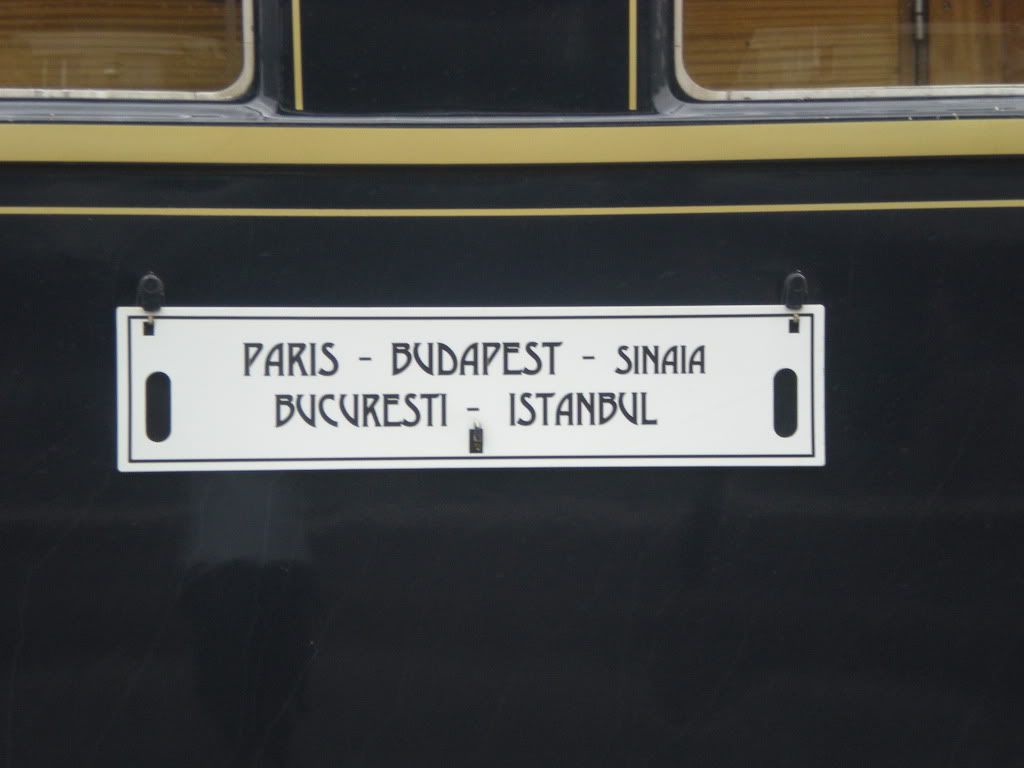 PARIS - BUDAPEST - SINAIA
BUCURESTI - ISTANBUL